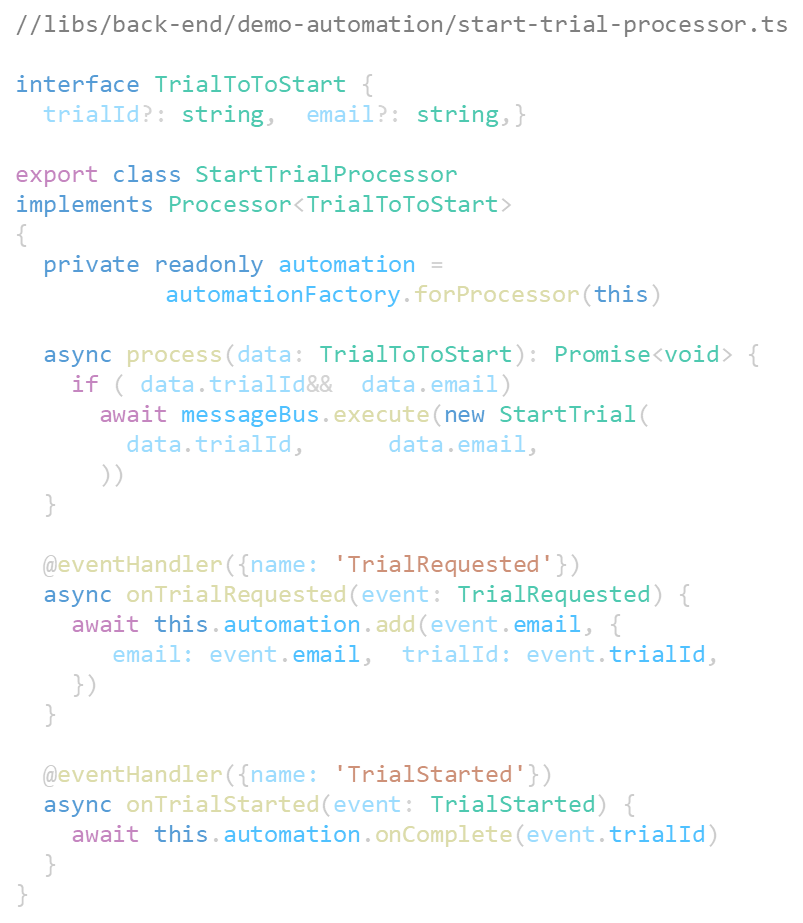 //libs/back-end/demo-automation/start-trial-processor.ts
interface TrialToToStart {
  trialId?: string,  email?: string,}
export class StartTrialProcessor
implements Processor<TrialToToStart>
{
  private readonly automation =
           automationFactory.forProcessor(this)
  async process(data: TrialToToStart): Promise<void> {
    if ( data.trialId&&  data.email)
      await messageBus.execute(new StartTrial(
        data.trialId,      data.email,
      ))
  }
  @eventHandler({name: 'TrialRequested'})
  async onTrialRequested(event: TrialRequested) {
    await this.automation.add(event.email, {
       email: event.email,  trialId: event.trialId,
    })
  }
  @eventHandler({name: 'TrialStarted'})
  async onTrialStarted(event: TrialStarted) {
    await this.automation.onComplete(event.trialId)
  }
}